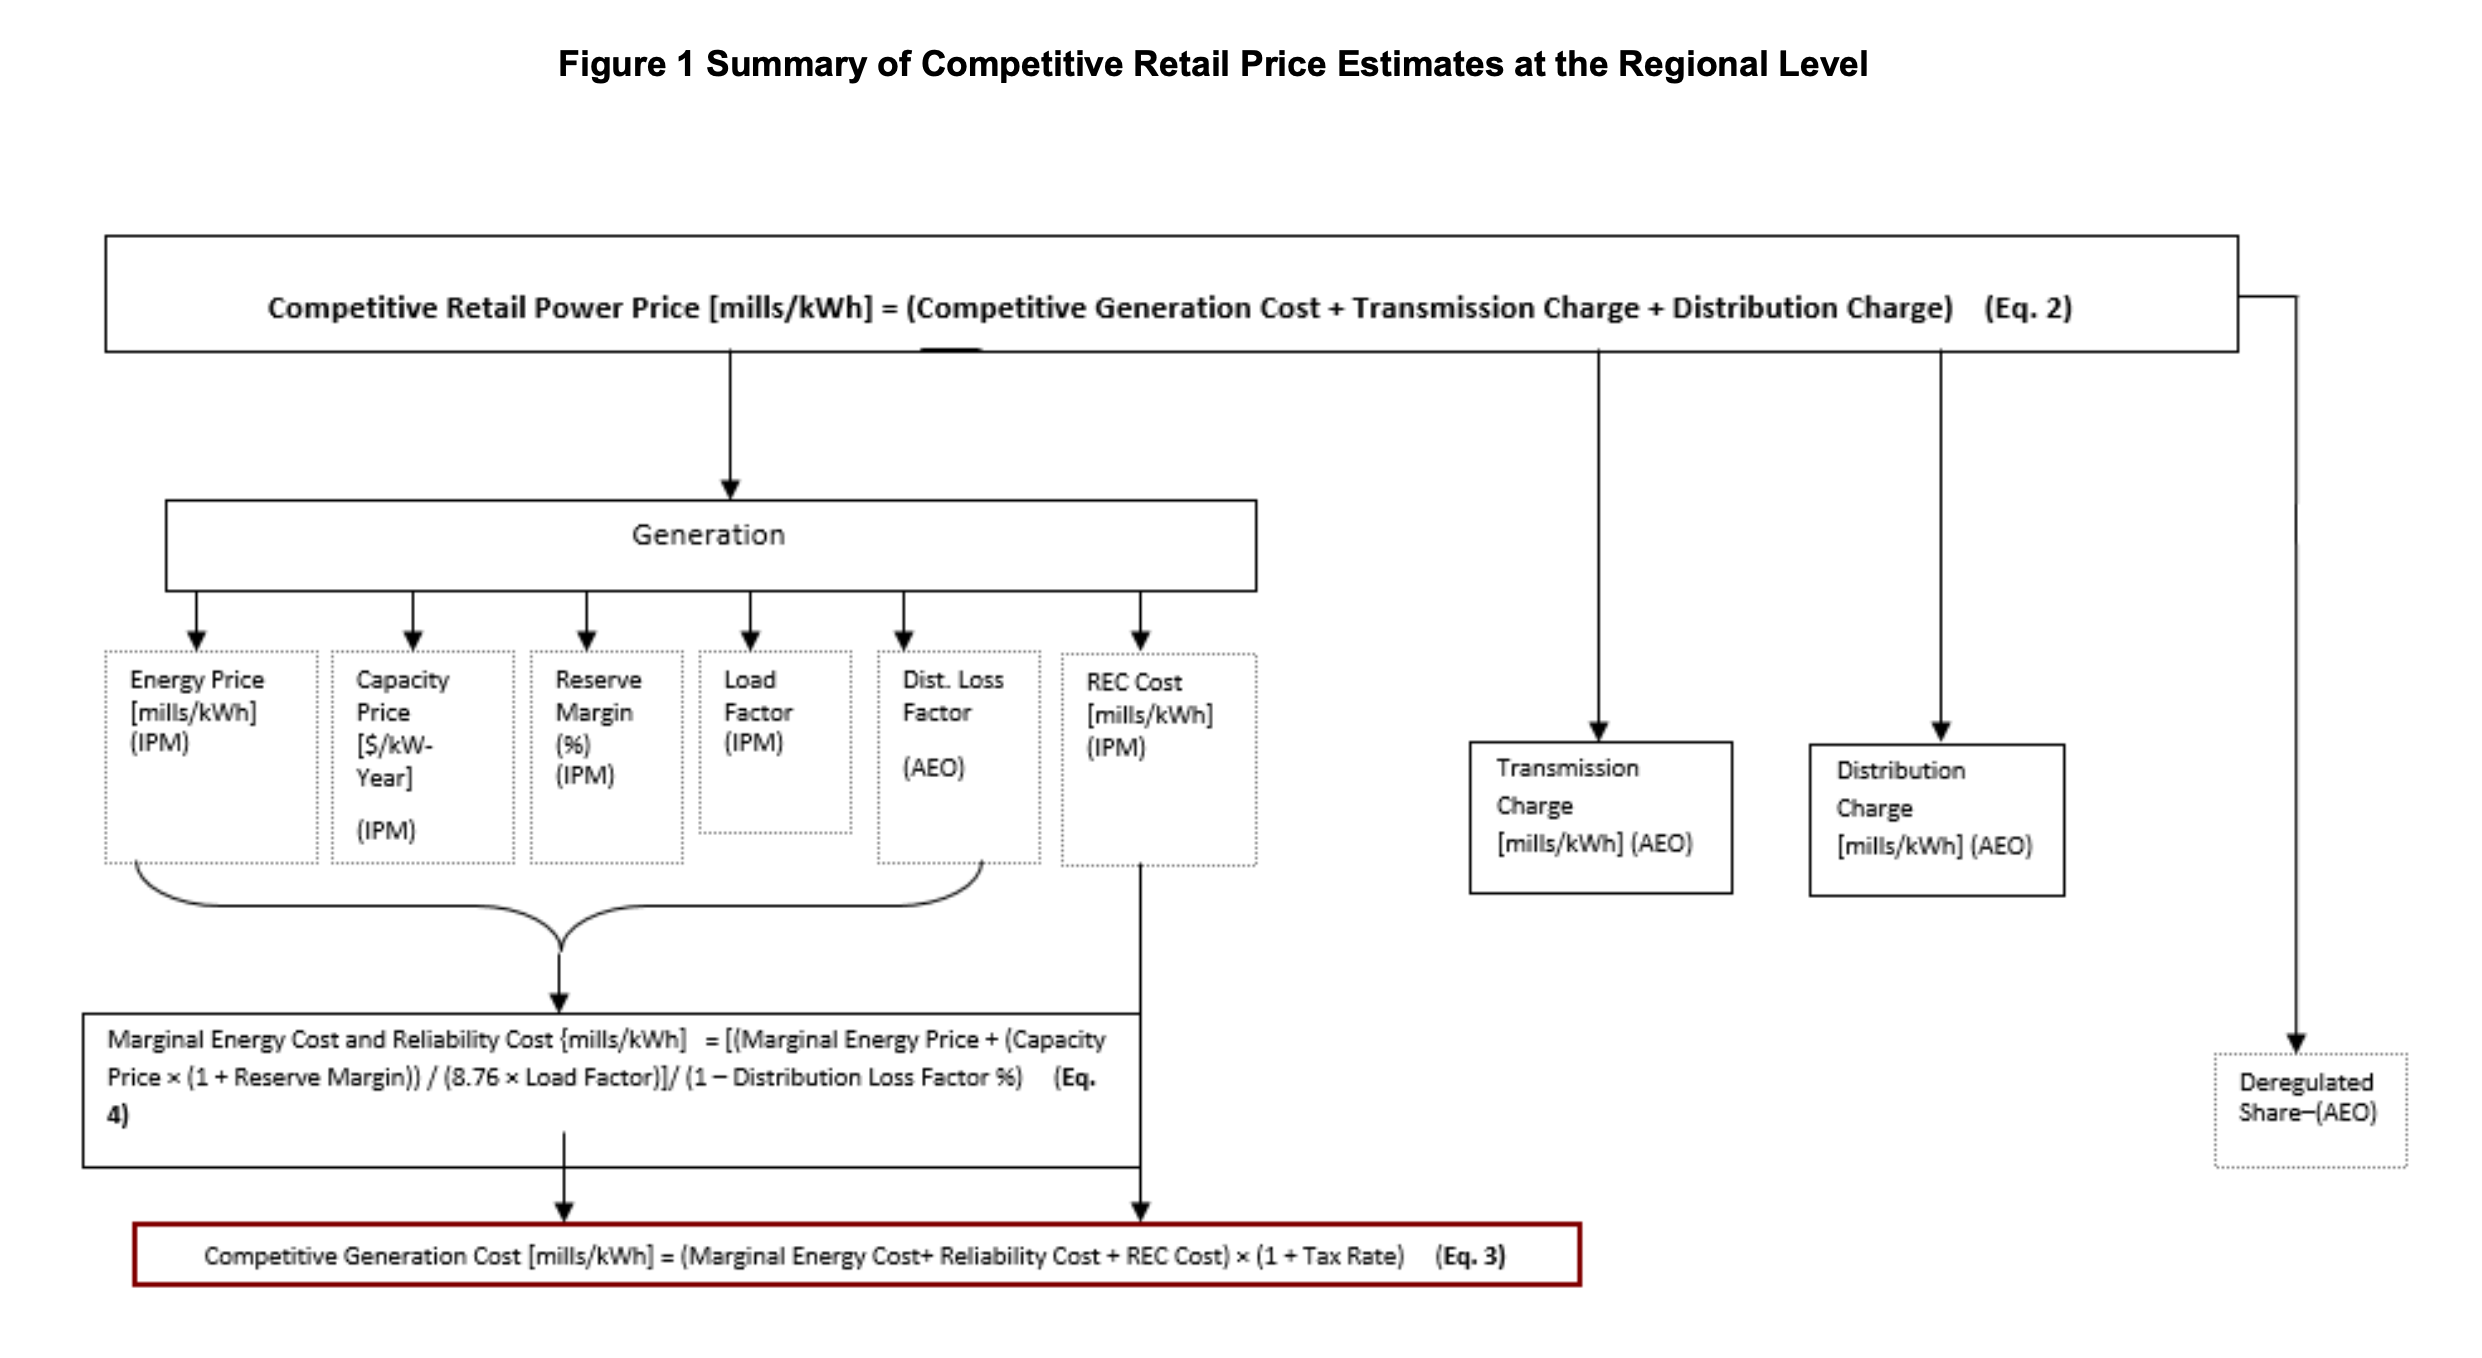 Figure 1 Summary of Competitive Retail Price Estimates at the Regional Level
Competitive Retail Power Price [mills/kWh] = (Competitive Generation Cost + Transmission Charge + Distribution Charge) (Eq. 2)
Generation
Energy Price
[mills/kWh]
(IPM)
Capacity
Price
[$/kW-
Year]
(IPM)
Reserve
Margin
(%)
(IPM)
Load
Factor
(IPM)
Dist. Loss
Factor
(AEO)
REC Cost
[mills/kWh]
(IPM)
Transmission
Charge
[mills/kWh] (AEO)
Distribution
Charge
[mills/kWh] (AEO)
Marginal Energy Cost and Reliability Cost {mills/kWh] = [(Marginal Energy Price + (Capacity
Price × (1 + Reserve Margin)) / (8.76 × Load Factor)]/ (1 – Distribution Loss Factor %) (Eq.
4)
Deregulated
Share–(AEO)
Competitive Generation Cost [mills/kWh] = (Marginal Energy Cost+ Reliability Cost + REC Cost) × (1 + Tax Rate) (Eq. 3)